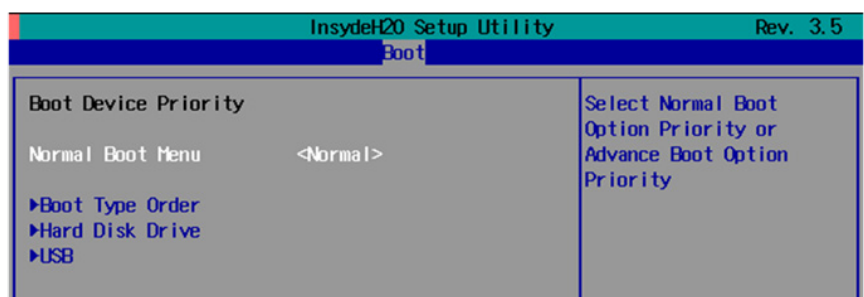 InsydeH20 Setup Utility Rev. 3.5
Boot
Boot Device Priority
Normal Boot Menu <Normal>
▶Boot Type Order
▶Hard Disk Drive
▶USB
Select Normal Boot
Option Priority or
Advance Boot Option
Priority